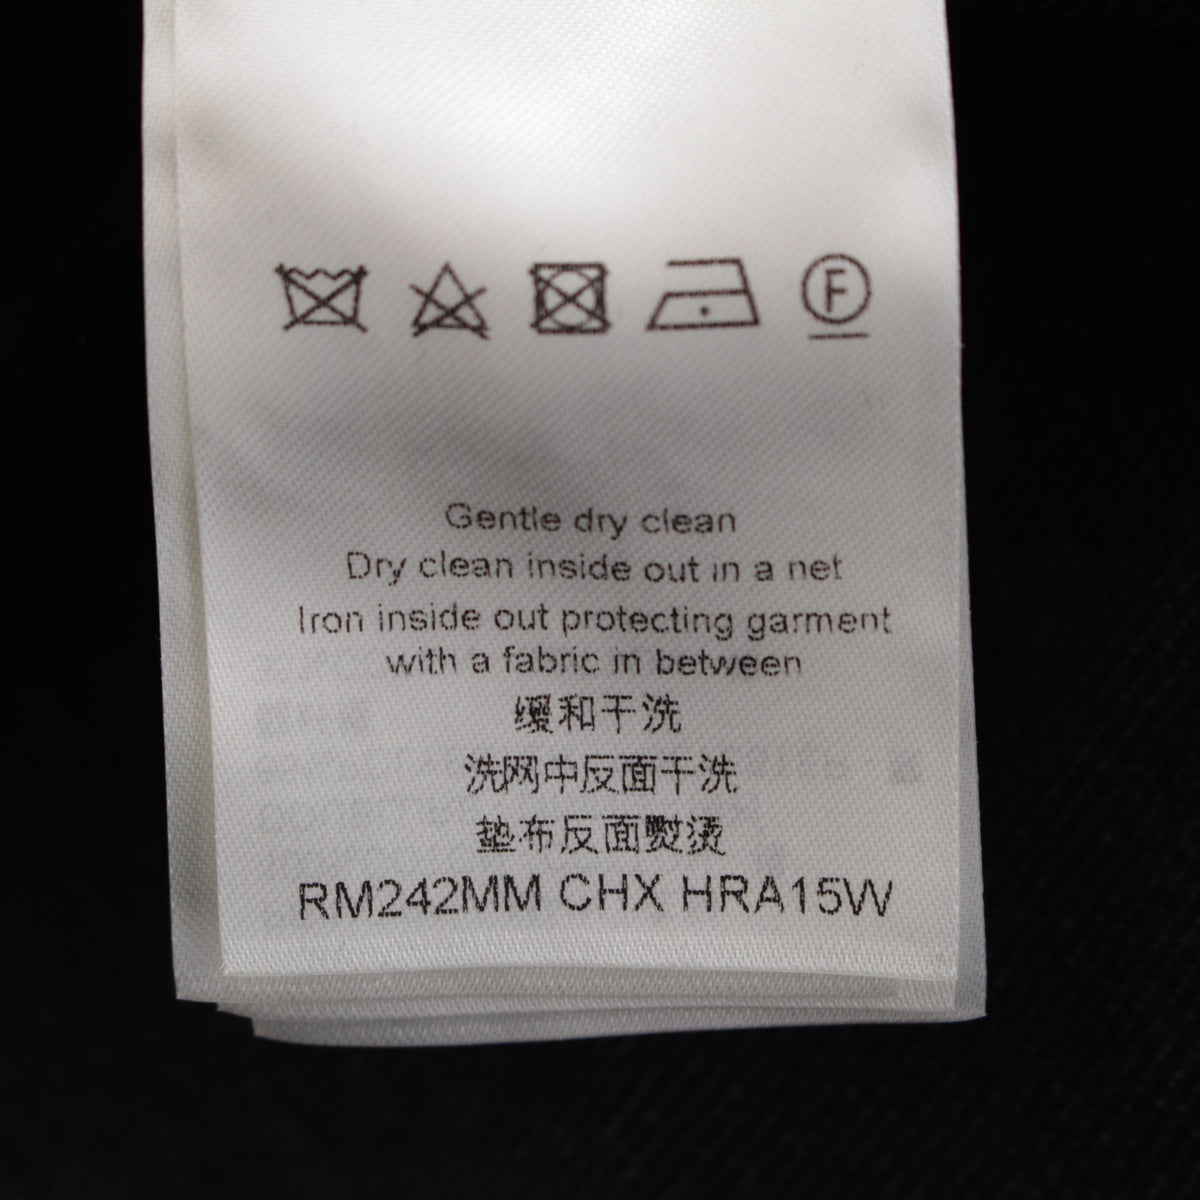 F
Gentle dry clean
Dry clean inside out in a net
Iron inside out protecting garment
with a fabric in between
缓和干洗
洗网中反面干洗
垫布反面熨烫
RM242MM CHX HRA15W